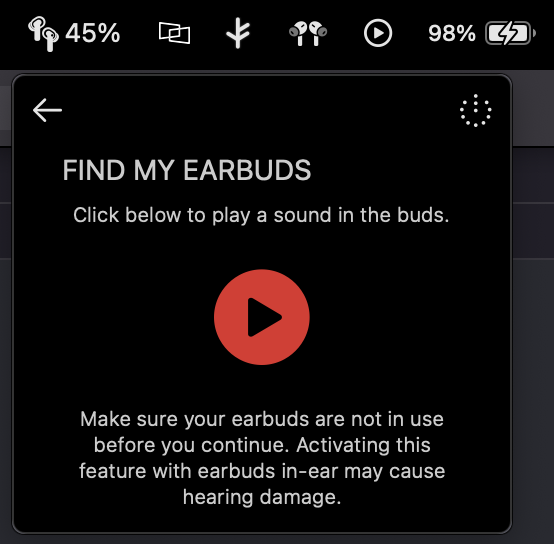 45%
98%
FIND MY EARBUDS
Click below to play a sound in the buds.
Make sure your earbuds are not in use
before you continue. Activating this
feature with earbuds in-ear may cause
hearing damage.